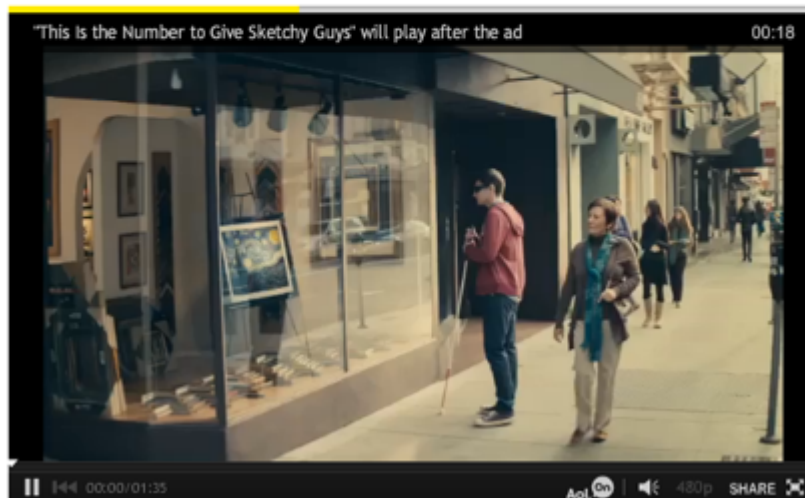 "This Is the Number to Give Sketchy Guys" will play after the ad
00:18
00:00/01:35
Aol On
480p
SHARE